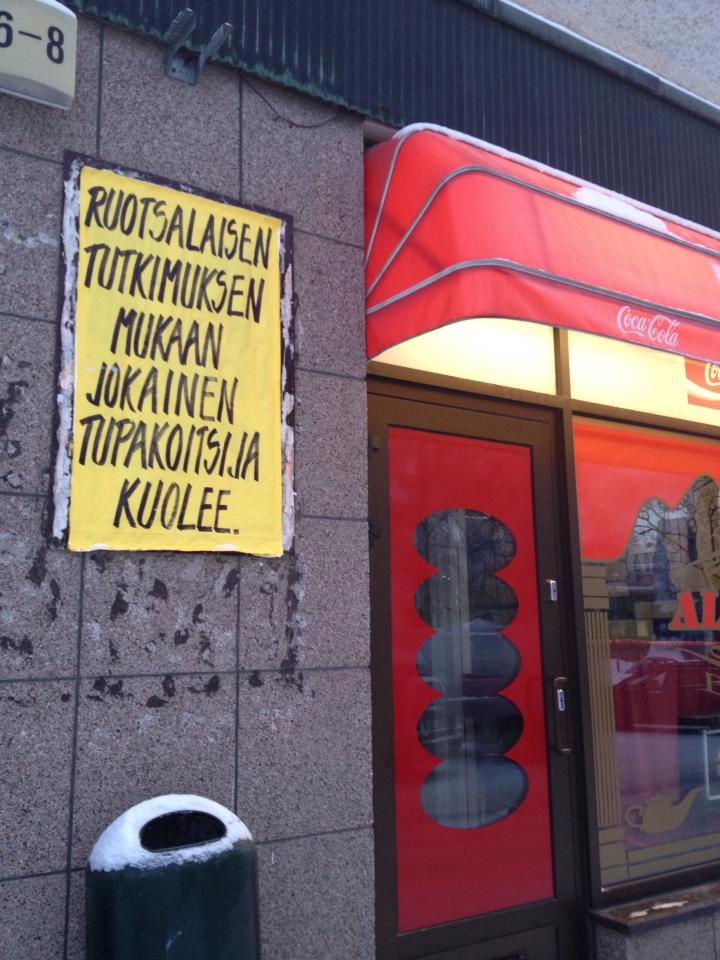 6-8
RUOTSALAISEN
TUTKIMUKSEN
MUKAAN
JOKAINEN
TUPAKOITSIJA
KUOLEE.
Coca-Cola